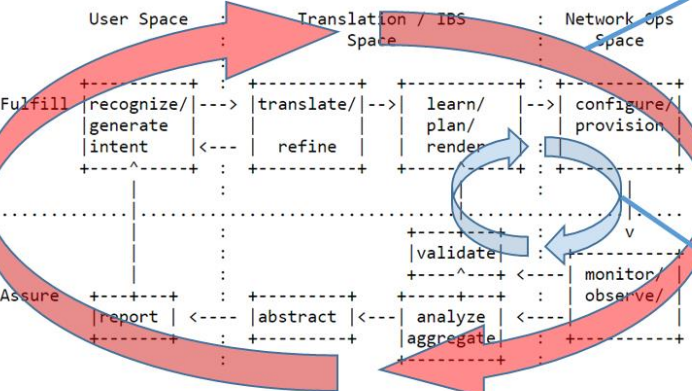 User Space : Translation / IBS : Network Ops
: Space : Space
Fulfill |recognize/|---> |translate/|-->| learn/ |-->| configure/
|generate | | | | plan/ | | provision
|intent |<--- | refine | | render | : |
|validate|
+----^---+ <----| monitor/
Assure | observe/ |
|report | <---- |abstract |<---| analyze | <----|
|aggregate|